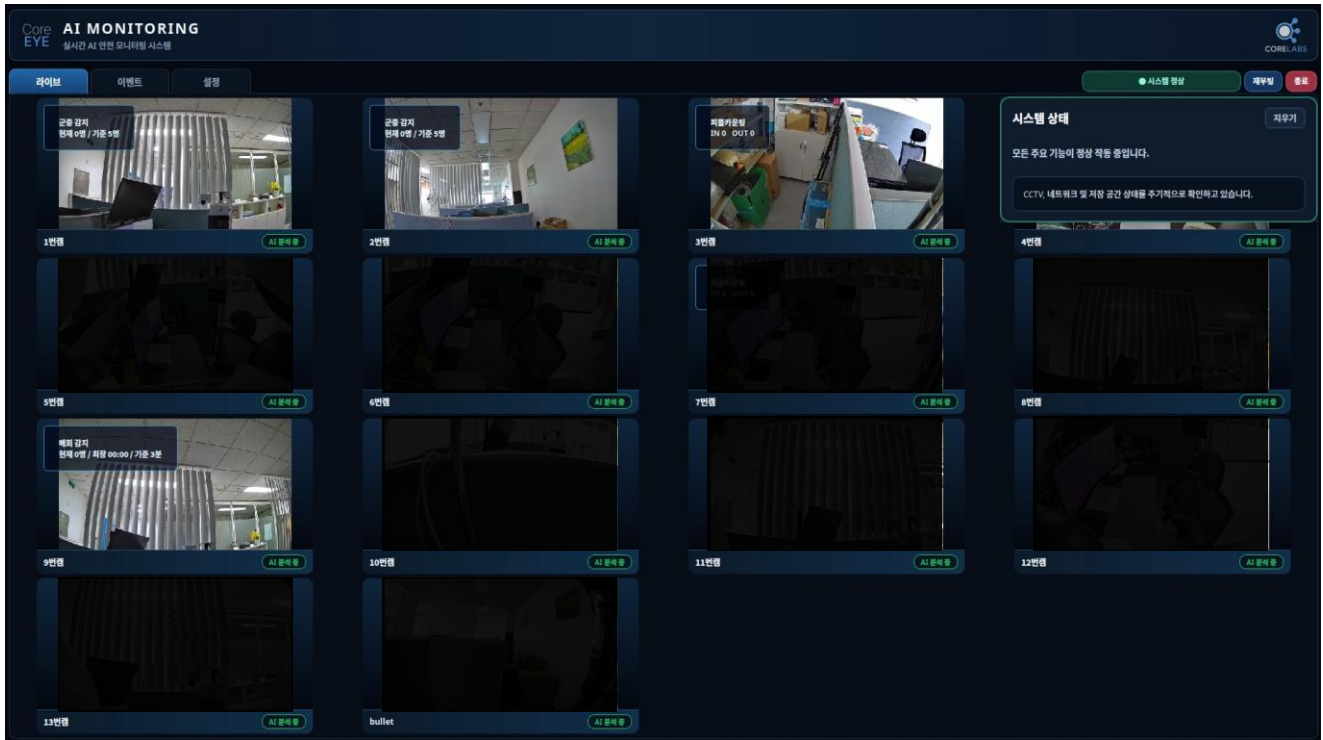 Core
EYE
AI MONITORING
실시간 AI 안전 모니터링 시스템
CORELABS
라이브
이벤트
설정
시스템 정상
재부팅
종료
군중 감지
현재 0명 / 기준 5명
군중 감지
현재 0명 / 기준 5명
피플카운팅
IN 0 OUT 0
시스템 상태
지우기
모든 주요 기능이 정상 작동 중입니다.
CCTV, 네트워크 및 저장 공간 상태를 주기적으로 확인하고 있습니다.
1번캠
AI 분석 중
2번캠
AI 분석 중
3번캠
AI 분석 중
4번캠
AI 분석 중
피플카운팅
IN 0 OUT 0
5번캠
AI 분석 중
6번캠
AI 분석 중
7번캠
AI 분석 중
8번캠
AI 분석 중
배회 감지
현재 0명 / 최장 00:00 / 기준 3분
9번캠
AI 분석 중
10번캠
AI 분석 중
11번캠
AI 분석 중
12번캠
AI 분석 중
13번캠
AI 분석 중
bullet
AI 분석 중